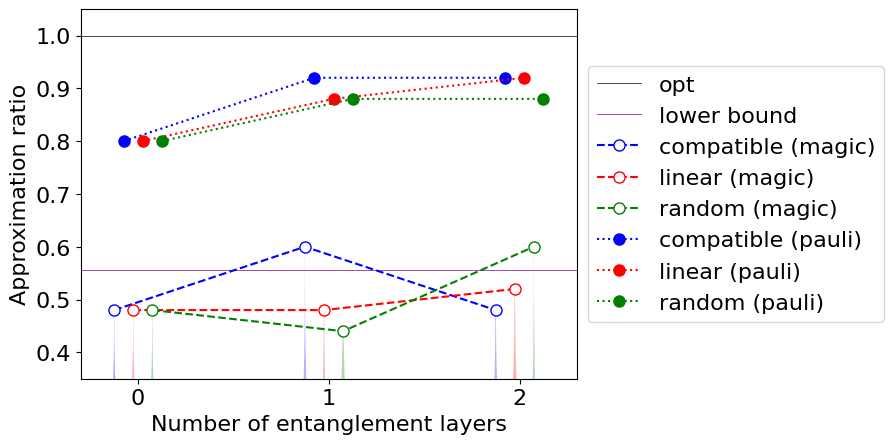 1.0
0.9
0.8
0.7
0.6
0.5
0.4
Approximation ratio
0 1 2
Number of entanglement layers
opt
lower bound
compatible (magic)
linear (magic)
random (magic)
compatible (pauli)
linear (pauli)
random (pauli)